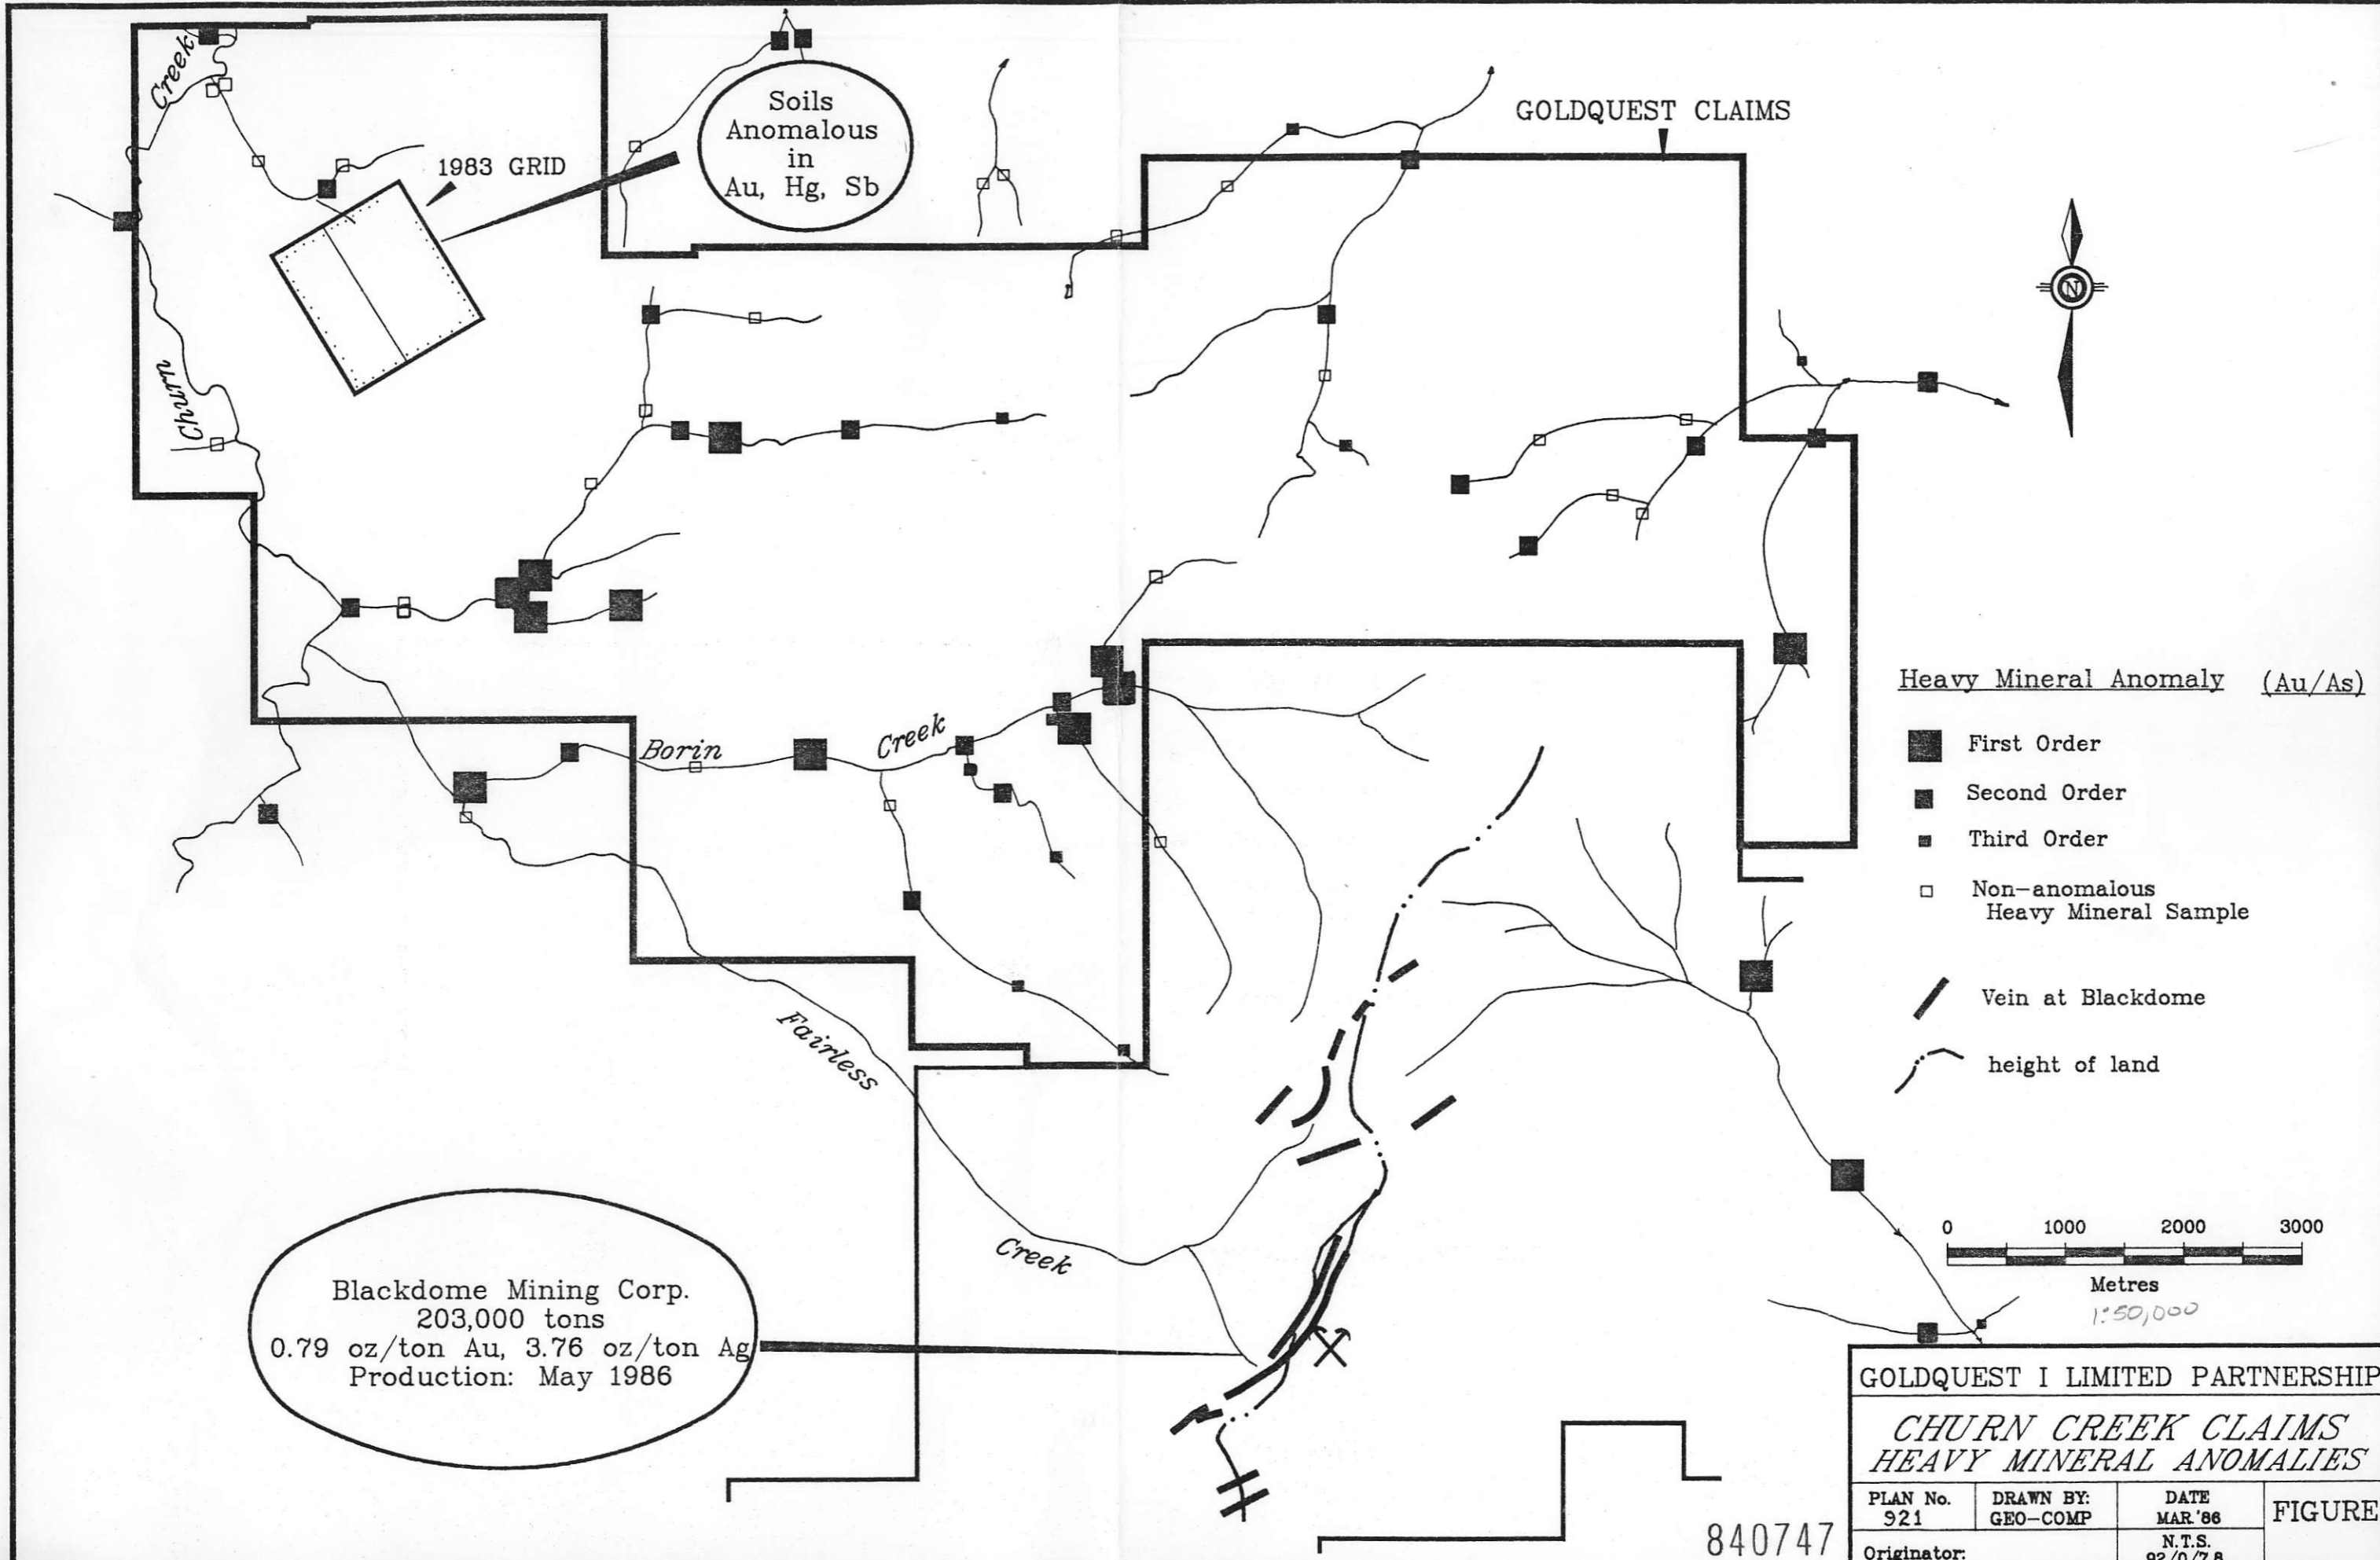 Creek
Soils
Anomalous
in
Au, Hg, Sb
GOLDQUEST CLAIMS
1983 GRID
N
Churn
Heavy Mineral Anomaly (Au/As)
First Order
Second Order
Third Order
Non-anomalous
Heavy Mineral Sample
Vein at Blackdome
height of land
Borin
Creek
Fairless
Creek
Blackdome Mining Corp.
203,000 tons
0.79 oz/ton Au, 3.76 oz/ton Ag
Production: May 1986
0 1000 2000 3000
Metres
1:50,000
GOLDQUEST I LIMITED PARTNERSHIP
CHURN CREEK CLAIMS
HEAVY MINERAL ANOMALIES
PLAN No.
921
DRAWN BY:
GEO-COMP
DATE
MAR.'86
FIGURE
Originator:
N.T.S.
92/0/7,8
840747